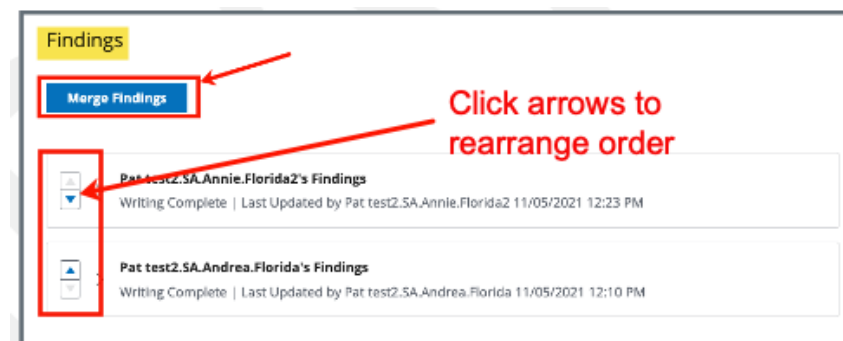 Findings
Merge Findings
Click arrows to
rearrange order
Pat test2.SA.Annie.Florida2's Findings
Writing Complete | Last Updated by Pat test2.SA.Annie.Florida2 11/05/2021 12:23 PM
Pat test2.SA.Andrea.Florida's Findings
Writing Complete | Last Updated by Pat test2.SA.Andrea.Florida 11/05/2021 12:10 PM